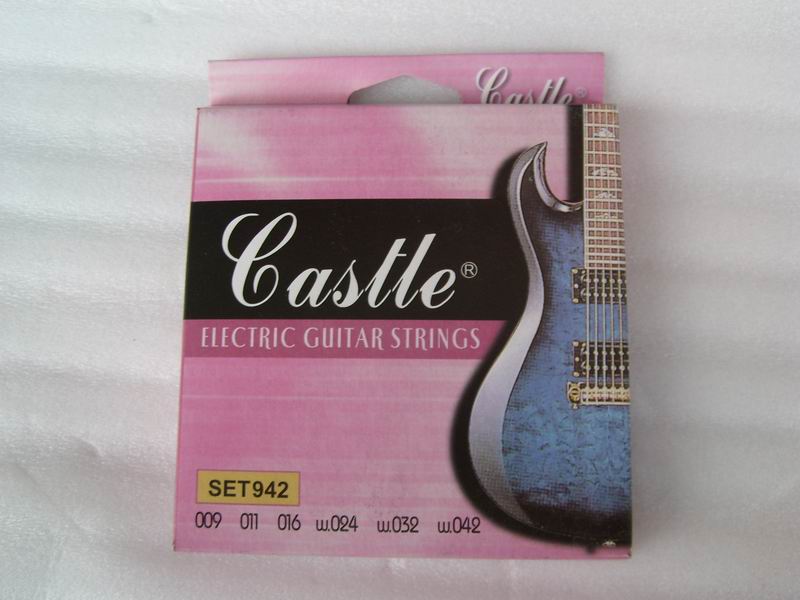 Castle®
Castle®
ELECTRIC GUITAR STRINGS
SET942
009 011 016 w.024 w.032 w.042